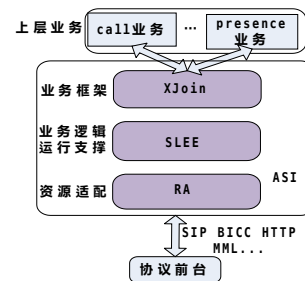 上层业务
call业务
…
presence
业务
业务框架
XJoin
业务逻辑
运行支撑
SLEE
ASI
资源适配
RA
SIP BICC HTTP
MML...
协议前台